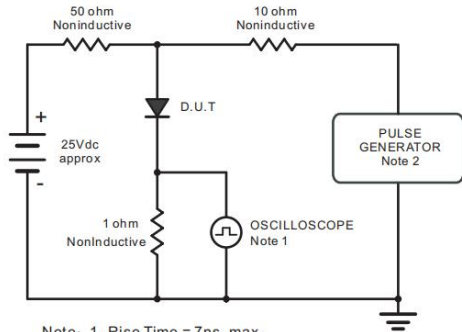 50 ohm
Noninductive
10 ohm
Noninductive
D.U.T
+
25Vdc
approx
-
PULSE
GENERATOR
Note 2
1 ohm
NonInductive
OSCILLOSCOPE
Note 1
Note: 1. Rise Time = 7ns, max.